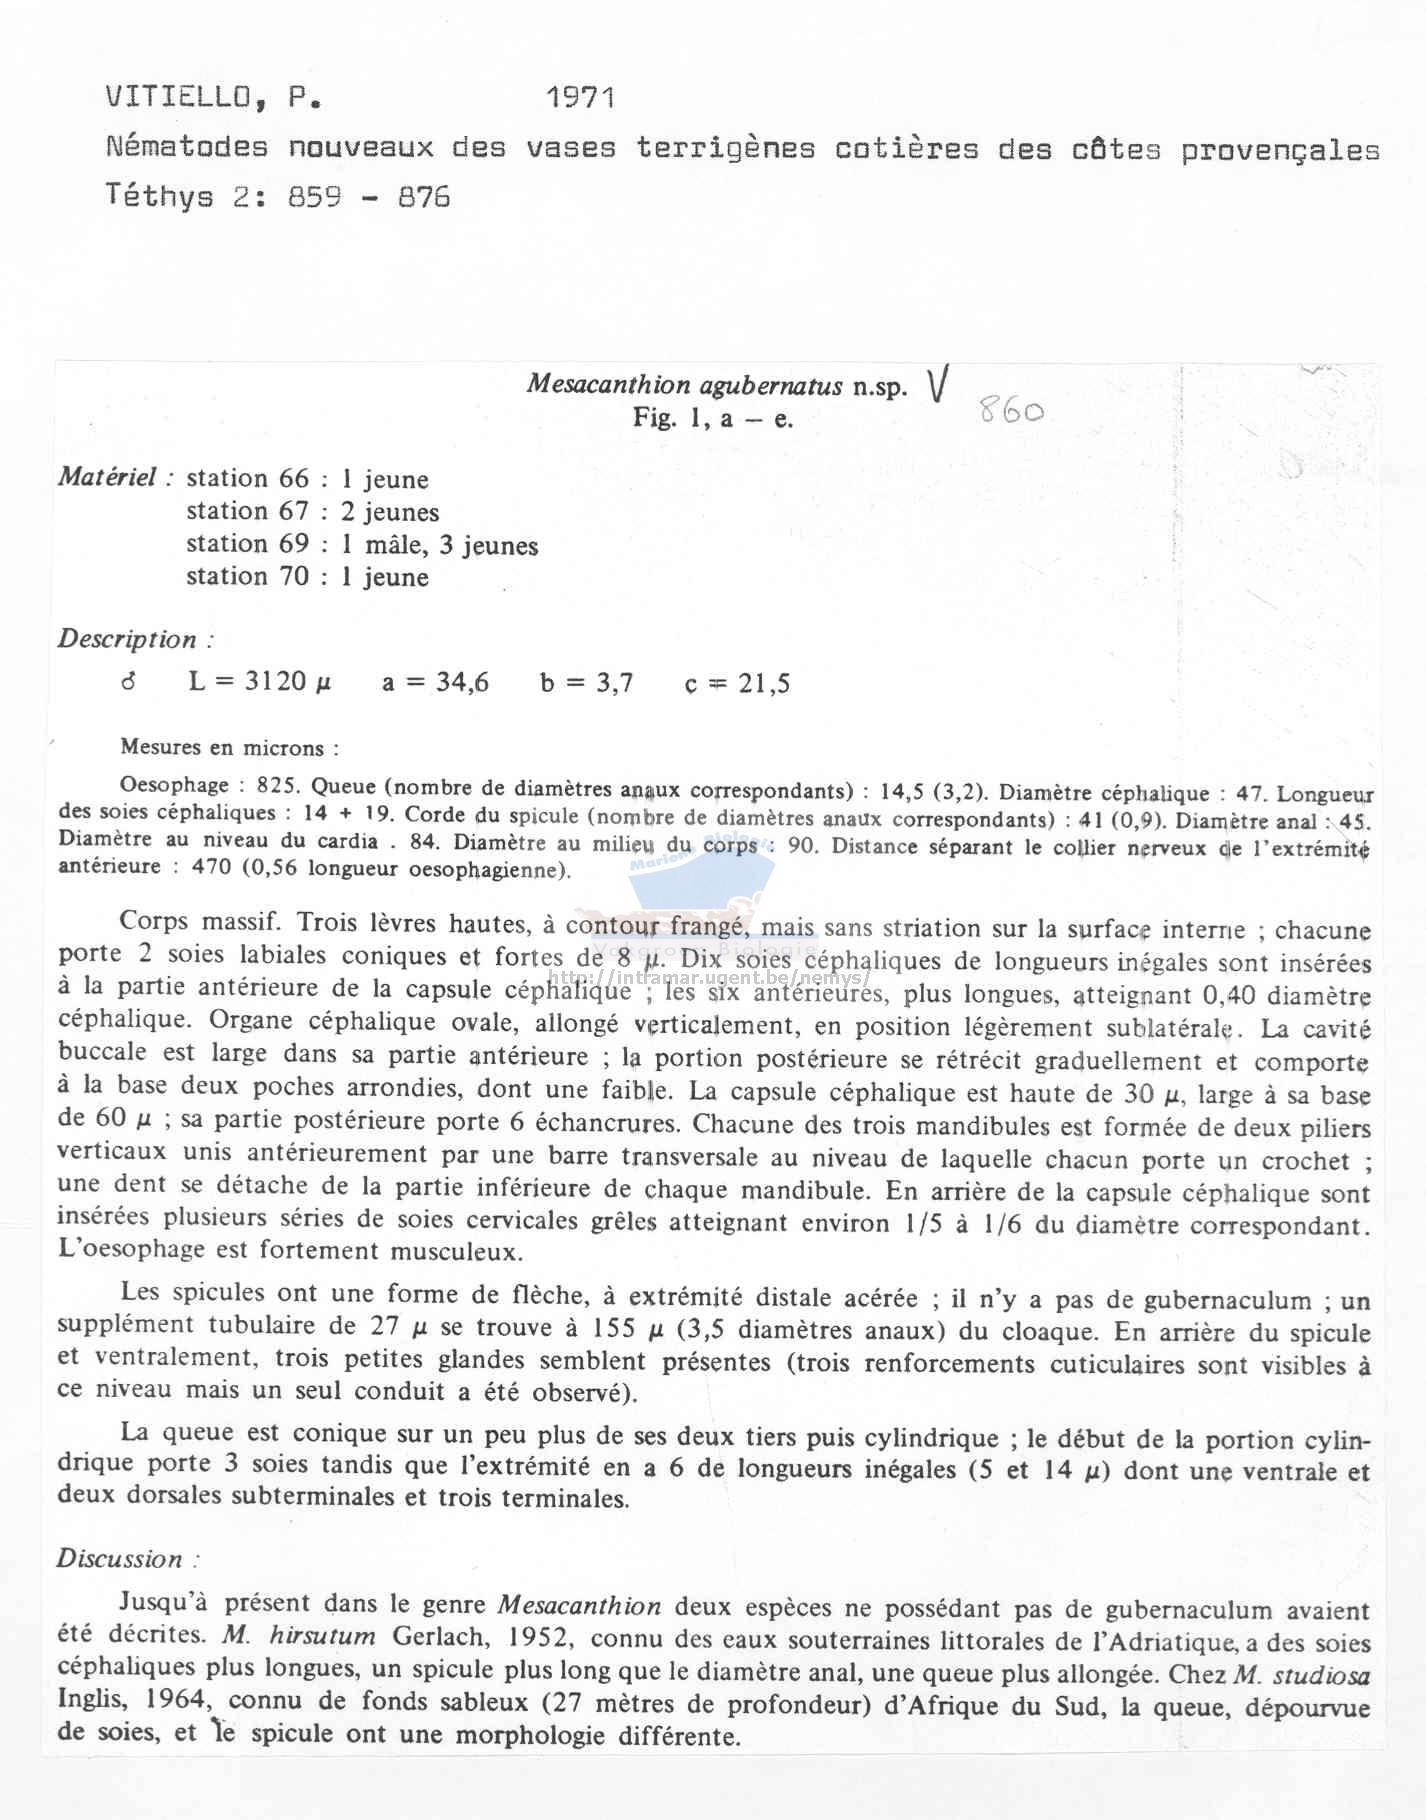 VITIELLO, P. 1971
Nématodes nouveaux des vases terrigènes cotières des côtes provençales
Téthys 2: 859 - 876
Mesacanthion agubernatus n.sp. V
860
Fig. 1, a — e.
Matériel : station 66 : 1 jeune
station 67 : 2 jeunes
station 69 : 1 mâle, 3 jeunes
station 70 : 1 jeune
Description :
♂ L = 3120 µ a = 34,6 b = 3,7 c = 21,5
Mesures en microns :
Oesophage : 825. Queue (nombre de diamètres anaux correspondants) : 14,5 (3,2). Diamètre céphalique : 47. Longueur
des soies céphaliques : 14 + 19. Corde du spicule (nombre de diamètres anaux correspondants) : 41 (0,9). Diamètre anal : 45.
Diamètre au niveau du cardia . 84. Diamètre au milieu du corps : 90. Distance séparant le collier nerveux de l'extrémité
antérieure : 470 (0,56 longueur oesophagienne).
Corps massif. Trois lèvres hautes, à contour frangé, mais sans striation sur la surface interne ; chacune
porte 2 soies labiales coniques et fortes de 8 µ. Dix soies céphaliques de longueurs inégales sont insérées
à la partie antérieure de la capsule céphalique ; les six antérieures, plus longues, atteignant 0,40 diamètre
céphalique. Organe céphalique ovale, allongé verticalement, en position légèrement sublatérale. La cavité
buccale est large dans sa partie antérieure ; la portion postérieure se rétrécit graduellement et comporte
à la base deux poches arrondies, dont une faible. La capsule céphalique est haute de 30 µ, large à sa base
de 60 µ ; sa partie postérieure porte 6 échancrures. Chacune des trois mandibules est formée de deux piliers
verticaux unis antérieurement par une barre transversale au niveau de laquelle chacun porte un crochet ;
une dent se détache de la partie inférieure de chaque mandibule. En arrière de la capsule céphalique sont
insérées plusieurs séries de soies cervicales grêles atteignant environ 1/5 à 1/6 du diamètre correspondant.
L'oesophage est fortement musculeux.
Les spicules ont une forme de flèche, à extrémité distale acérée ; il n'y a pas de gubernaculum ; un
supplément tubulaire de 27 µ se trouve à 155 µ (3,5 diamètres anaux) du cloaque. En arrière du spicule
et ventralement, trois petites glandes semblent présentes (trois renforcements cuticulaires sont visibles à
ce niveau mais un seul conduit a été observé).
La queue est conique sur un peu plus de ses deux tiers puis cylindrique ; le début de la portion cylin-
drique porte 3 soies tandis que l'extrémité en a 6 de longueurs inégales (5 et 14 µ) dont une ventrale et
deux dorsales subterminales et trois terminales.
Discussion :
Jusqu'à présent dans le genre Mesacanthion deux espèces ne possédant pas de gubernaculum avaient
été décrites. M. hirsutum Gerlach, 1952, connu des eaux souterraines littorales de l'Adriatique, a des soies
céphaliques plus longues, un spicule plus long que le diamètre anal, une queue plus allongée. Chez M. studiosa
Inglis, 1964, connu de fonds sableux (27 mètres de profondeur) d'Afrique du Sud, la queue, dépourvue
de soies, et le spicule ont une morphologie différente.
Mariene Biologie
Vakgroep Biologie
http://intramar.ugent.be/nemys/